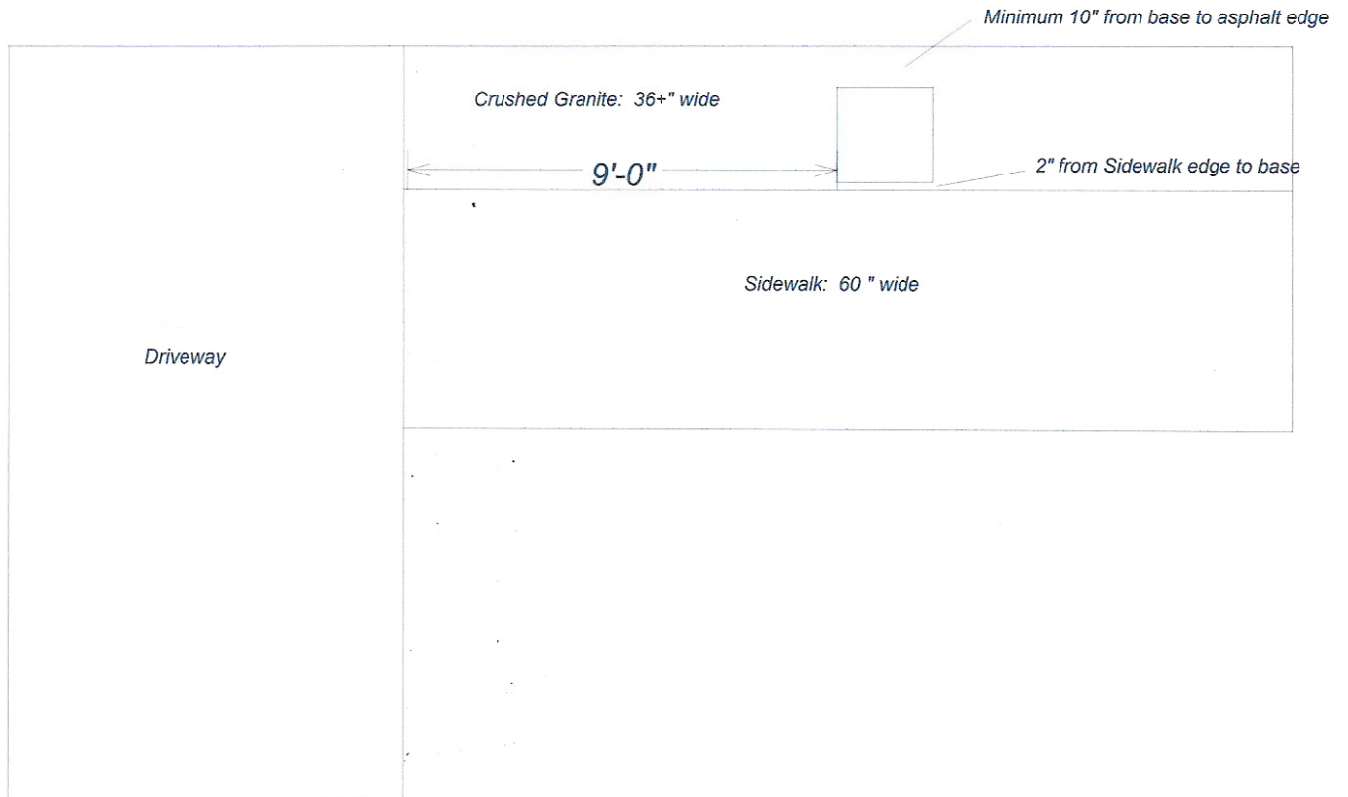 Minimum 10" from base to asphalt edge
Crushed Granite: 36+" wide
9'-0"
2" from Sidewalk edge to base
Sidewalk: 60 " wide
Driveway